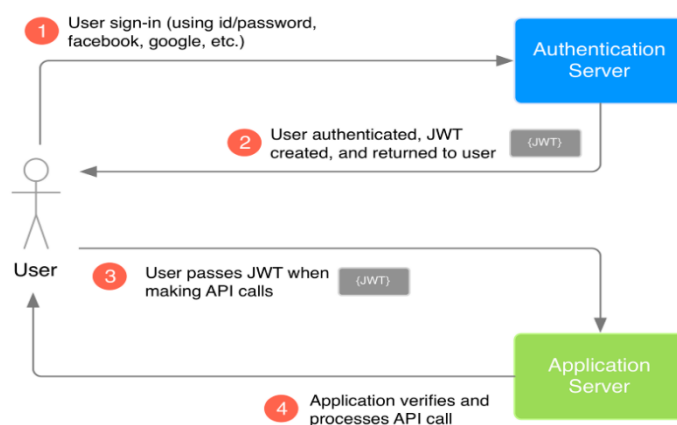 1 User sign-in (using id/password,
facebook, google, etc.)
Authentication
Server
2 User authenticated, JWT
created, and returned to user
{JWT}
User
3 User passes JWT when
making API calls
{JWT}
Application
Server
4 Application verifies and
processes API call